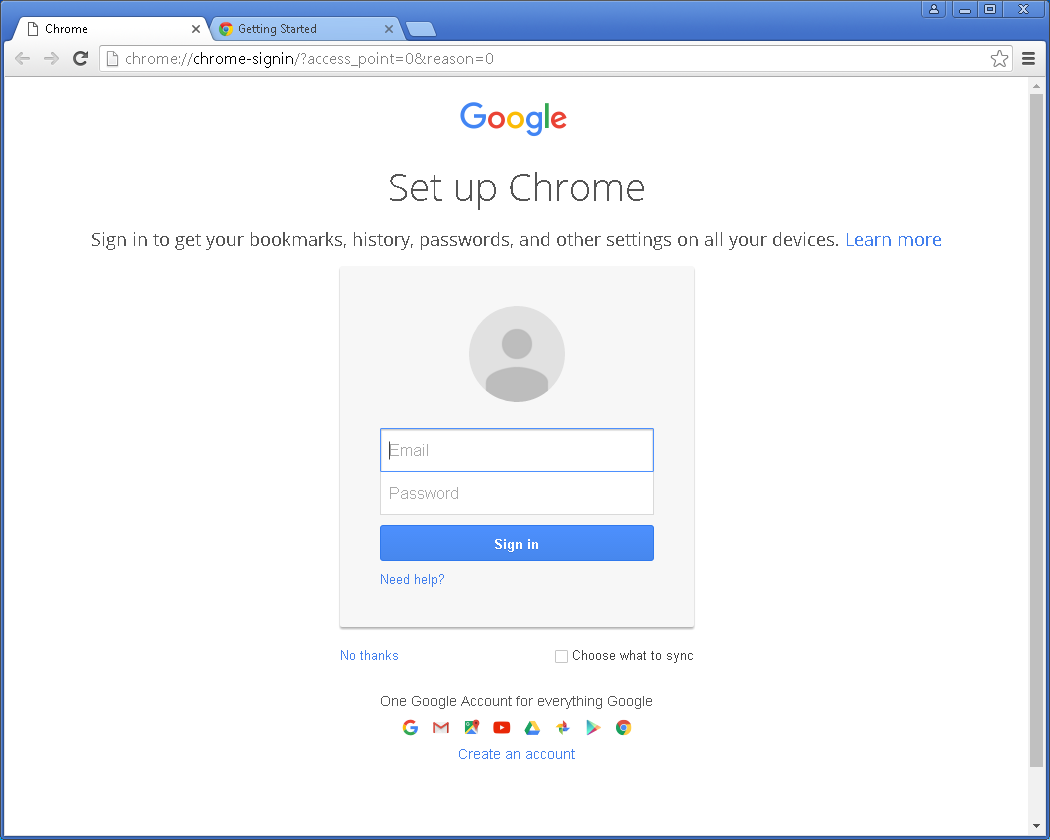 Chrome
Getting Started
chrome://chrome-signin/?access_point=0&reason=0
Google
Set up Chrome
Sign in to get your bookmarks, history, passwords, and other settings on all your devices. Learn more
Email
Password
Sign in
Need help?
No thanks
Choose what to sync
One Google Account for everything Google
Create an account